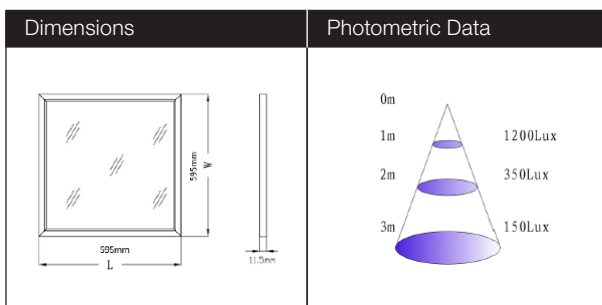 Dimensions
Photometric Data
595mm
W
595mm
L
11.5mm
0m
1m 1200Lux
2m 350Lux
3m 150Lux